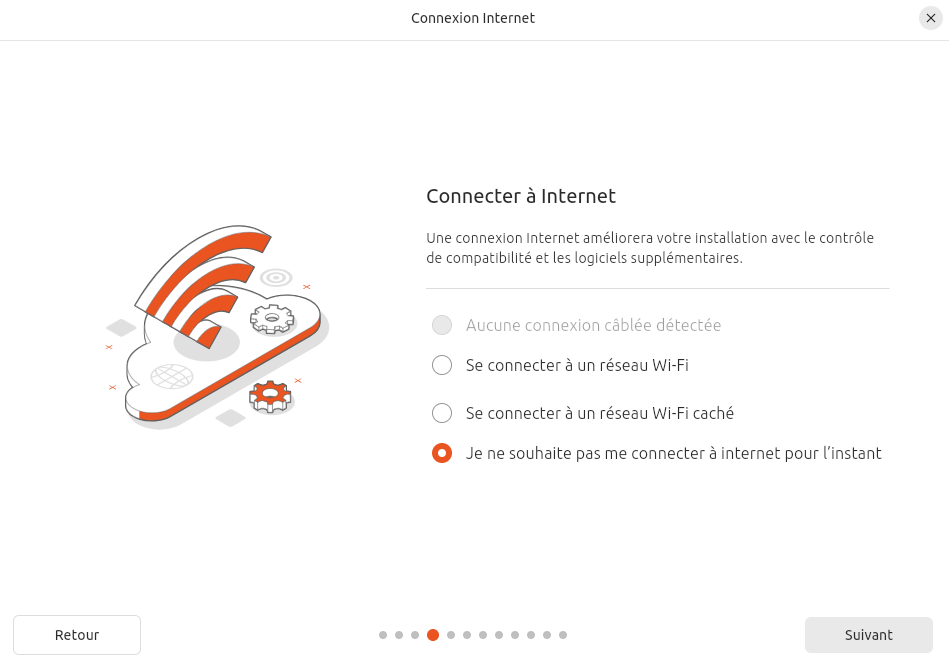 Connexion Internet
Connecter à Internet
Une connexion Internet améliorera votre installation avec le contrôle
de compatibilité et les logiciels supplémentaires.
Aucune connexion câblée détectée
Se connecter à un réseau Wi-Fi
Se connecter à un réseau Wi-Fi caché
Je ne souhaite pas me connecter à internet pour l’instant
Retour
Suivant